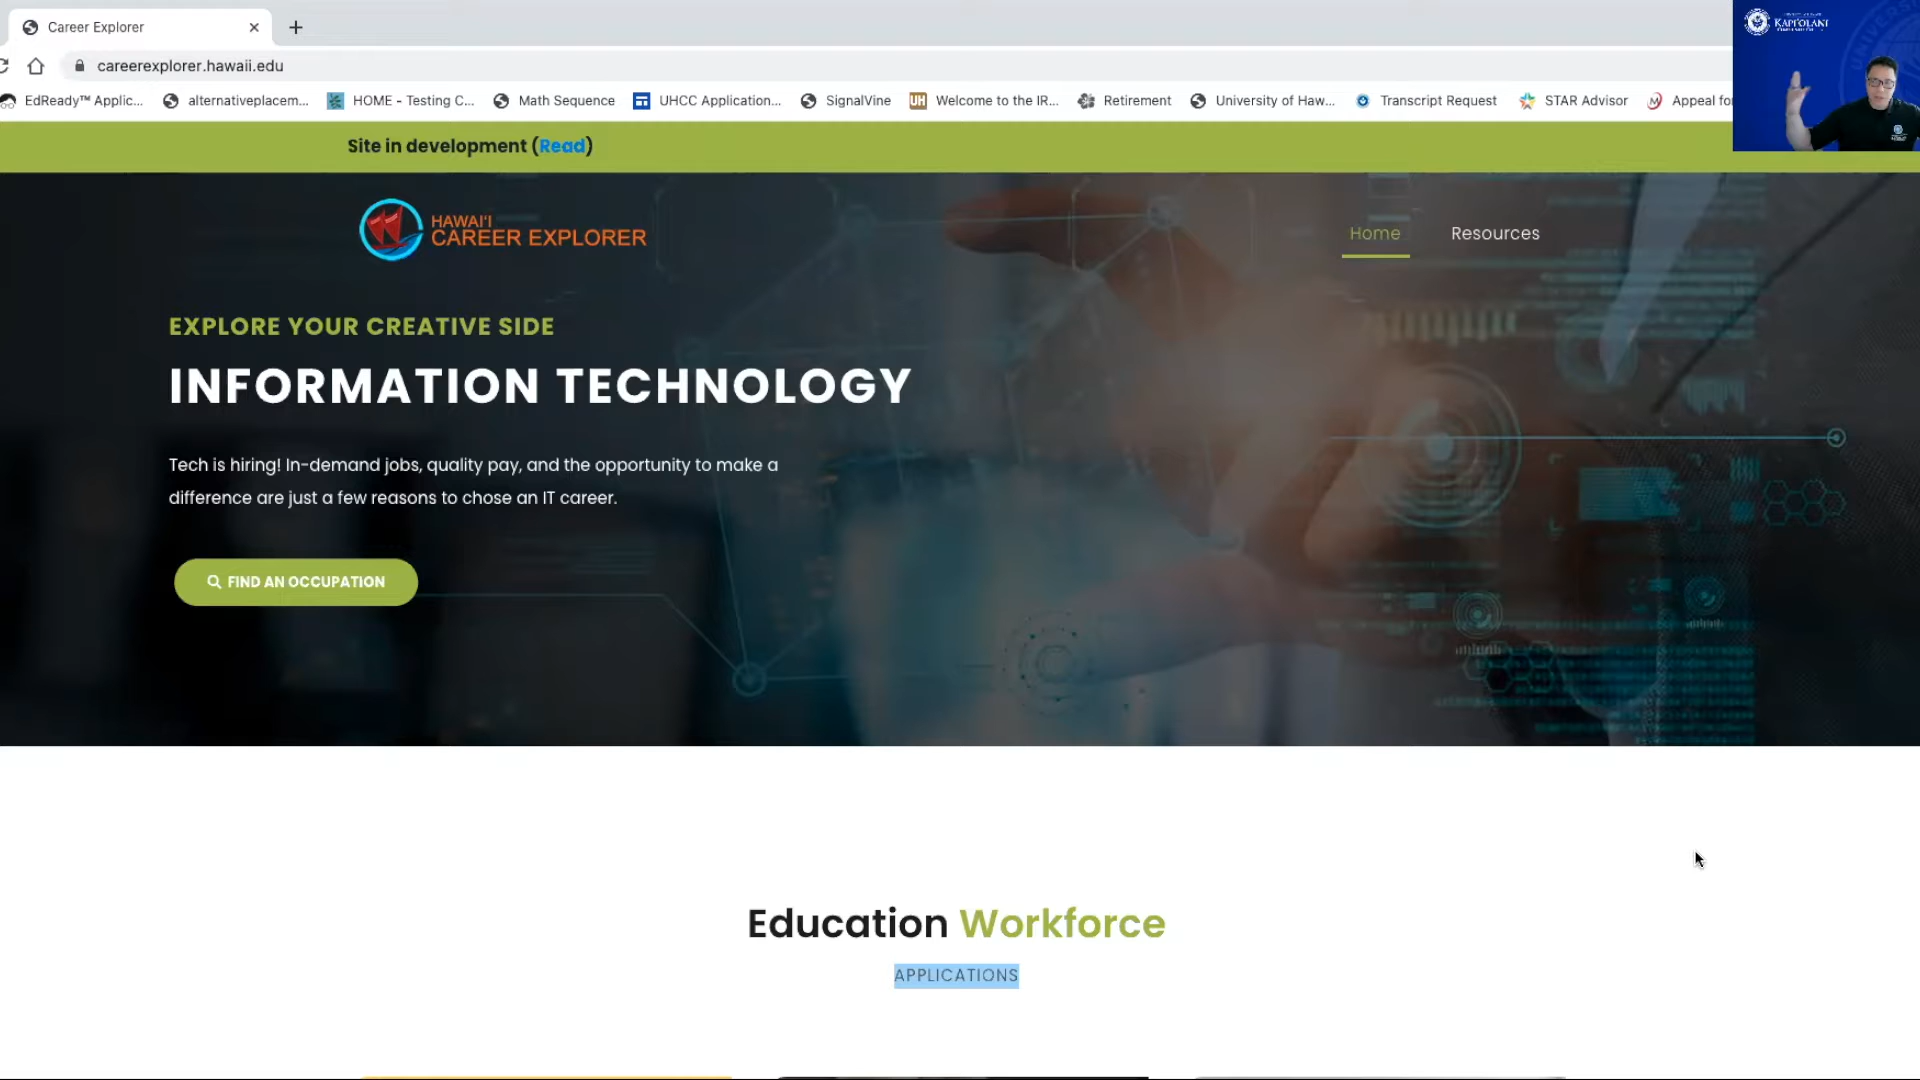 Career Explorer
careerexplorer.hawaii.edu
EdReady™ Applic... alternativeplacem... HOME - Testing C... Math Sequence UHCC Application... SignalVine UH Welcome to the IR... Retirement University of Haw... Transcript Request STAR Advisor Appeal fo
KAPIʻOLANI
Site in development (Read)
HAWAIʻI
CAREER EXPLORER
Home Resources
EXPLORE YOUR CREATIVE SIDE
INFORMATION TECHNOLOGY
Tech is hiring! In-demand jobs, quality pay, and the opportunity to make a
difference are just a few reasons to chose an IT career.
FIND AN OCCUPATION
Education Workforce
APPLICATIONS